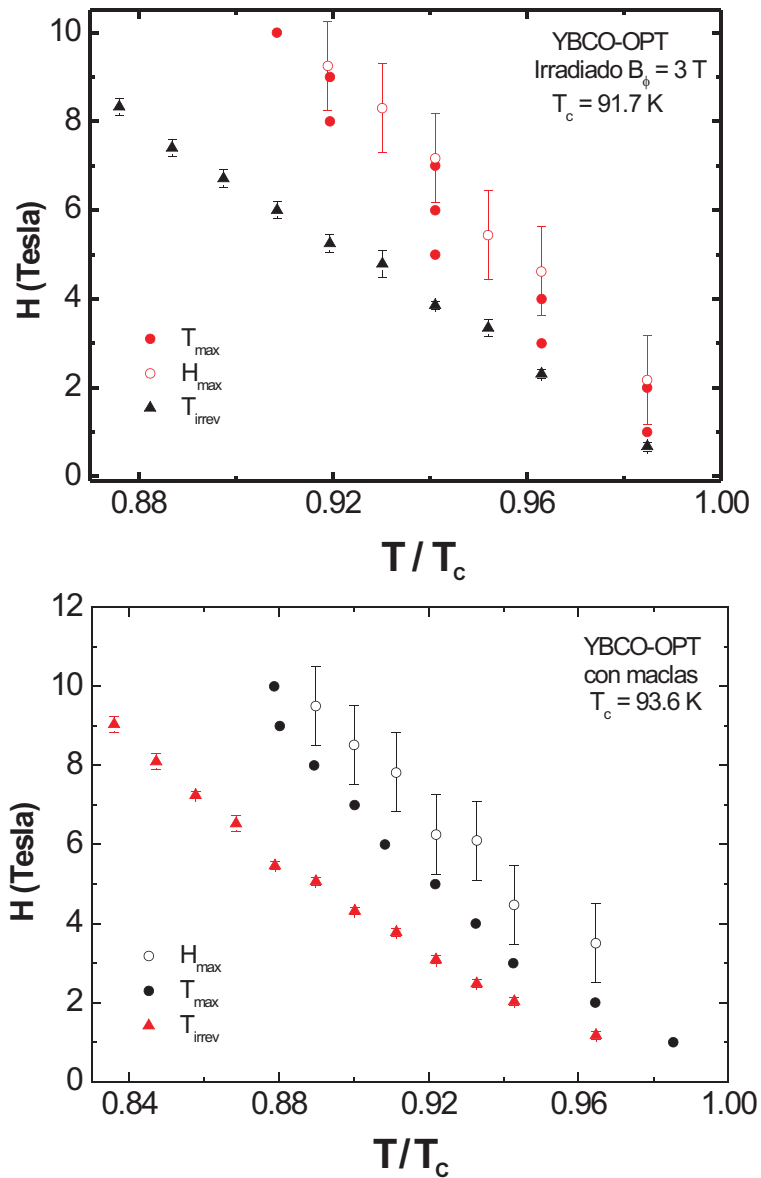 10
8
6
4
2
0
H (Tesla)
YBCO-OPT
Irradiado B_ϕ = 3 T
T_c = 91.7 K
T_max
H_max
T_irrev
0.88 0.92 0.96 1.00
T / T_c
12
10
8
6
4
2
0
H (Tesla)
YBCO-OPT
con maclas
T_c = 93.6 K
H_max
T_max
T_irrev
0.84 0.88 0.92 0.96 1.00
T/T_c